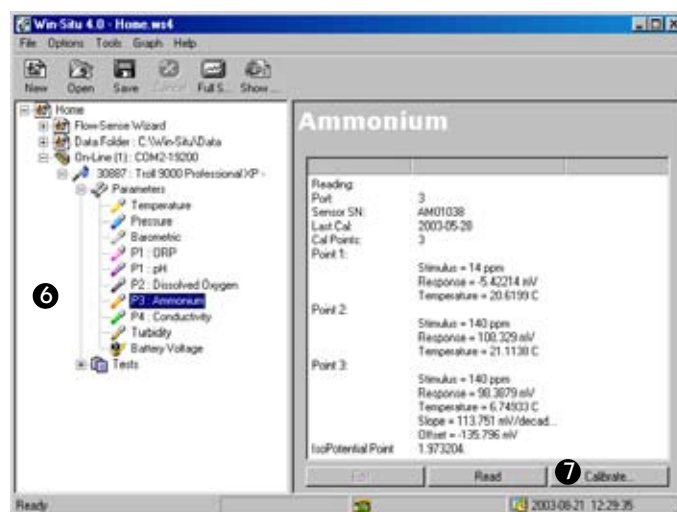 Win-Situ 4.0 - Home.ws4
File Options Tools Graph Help
New Open Save Cancel Full S... Show ...
Home
Flow-Sense Wizard
Data Folder : C:\Win-Situ\Data
On-Line (1) : COM2-19200
30887 : Troll 9000 Professional XP -
Parameters
Temperature
Pressure
Barometric
P1 : ORP
P1 : pH
P2 : Dissolved Oxygen
P3 : Ammonium
P4 : Conductivity
Turbidity
Battery Voltage
Tests
6
Ammonium
Reading:
Port: 3
Sensor SN: AM01038
Last Cal: 2003-05-28
Cal Points: 3
Point 1:
Stimulus = 14 ppm
Response = -5.42214 mV
Temperature = 20.6199 C
Point 2:
Stimulus = 140 ppm
Response = 108.329 mV
Temperature = 21.1138 C
Point 3:
Stimulus = 140 ppm
Response = 98.3879 mV
Temperature = 6.74933 C
Slope = 113.751 mV/decad...
Offset = -135.796 mV
IsoPotential Point 1.973204
Edit Read 7 Calibrate...
Ready 2003-08-21 12:29:35